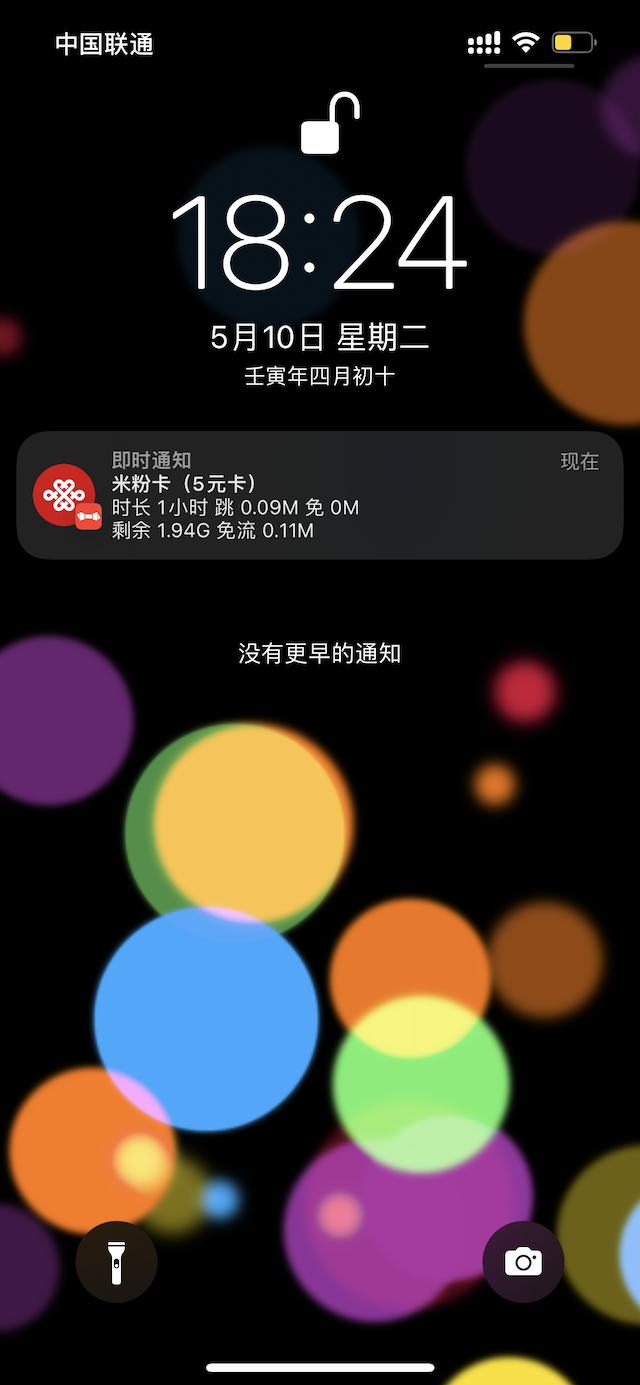 中国联通
18:24
5月10日 星期二
壬寅年四月初十
即时通知
现在
米粉卡（5元卡）
时长 1小时 跳 0.09M 免 0M
剩余 1.94G 免流 0.11M
没有更早的通知